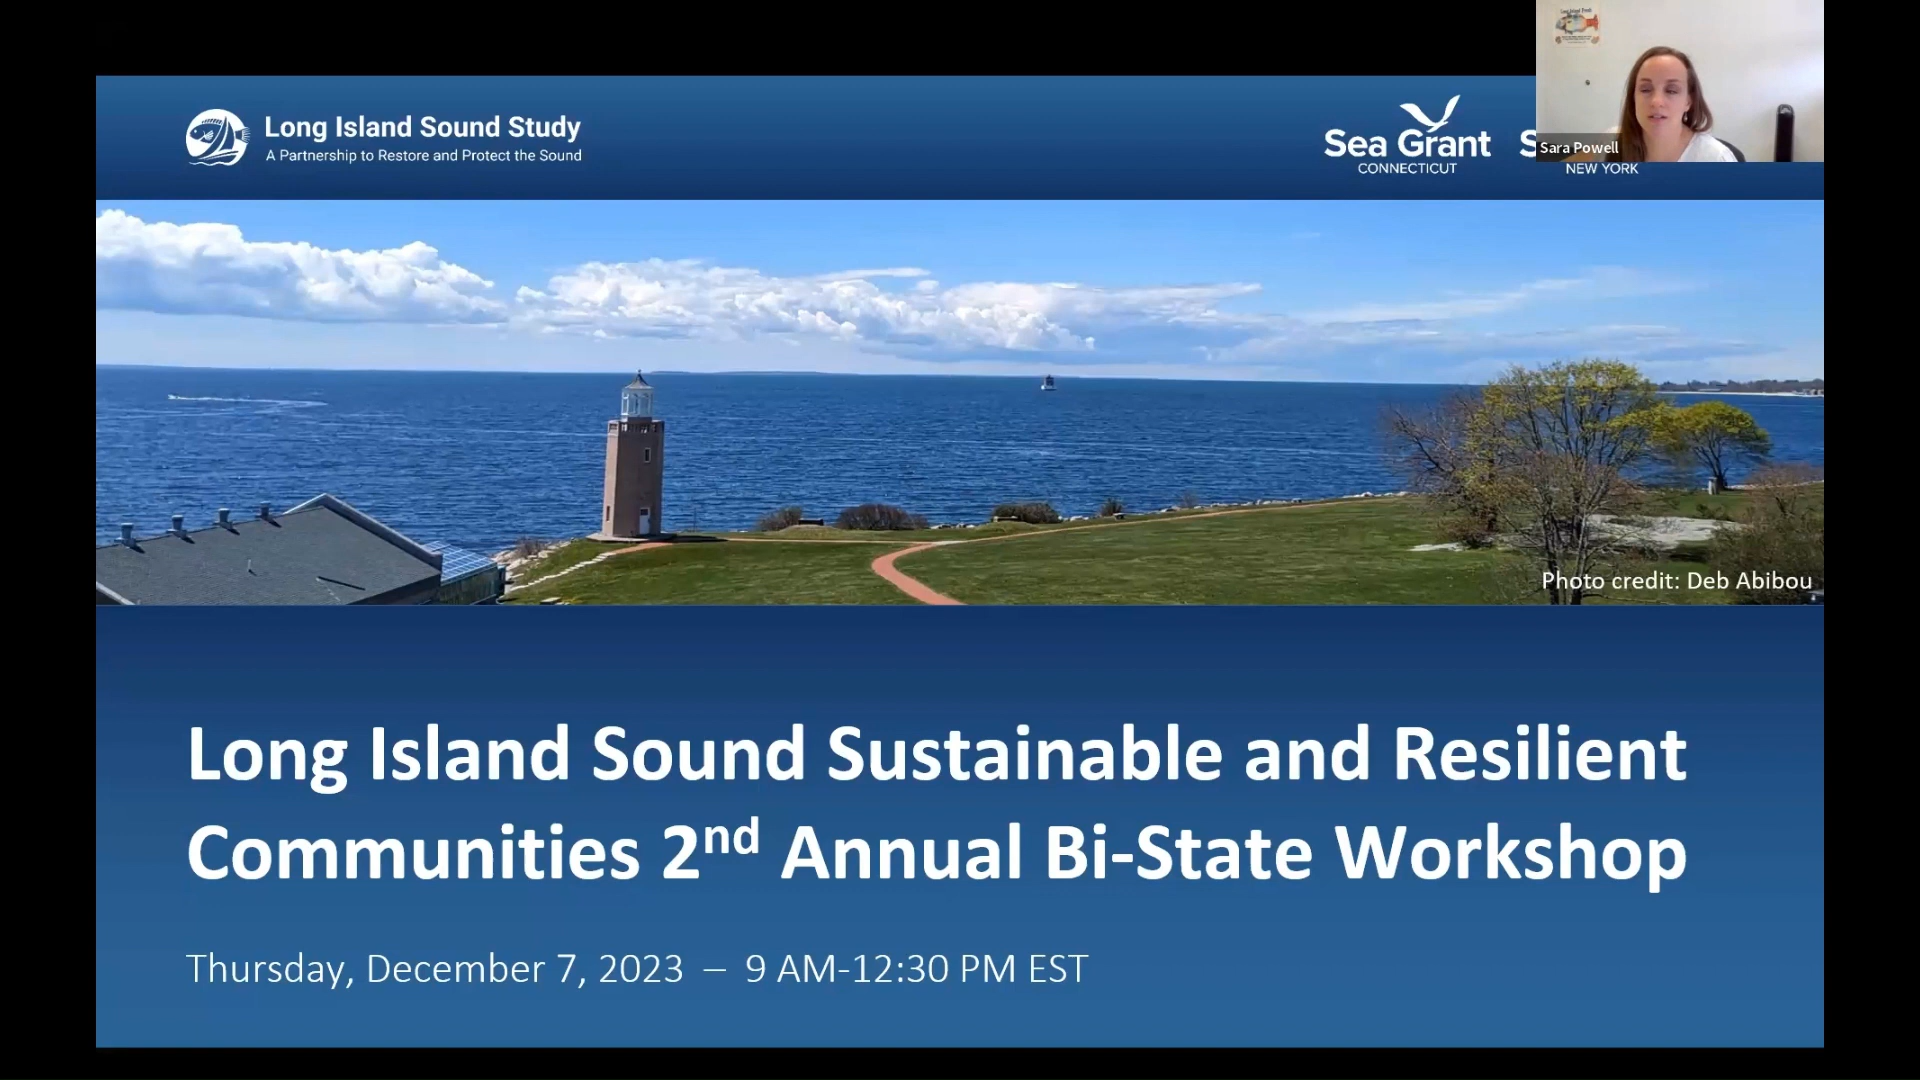 Long Island Sound Study
A Partnership to Restore and Protect the Sound
Sea Grant
CONNECTICUT
S
NEW YORK
Sara Powell
Photo credit: Deb Abibou
Long Island Sound Sustainable and Resilient
Communities 2nd Annual Bi-State Workshop
Thursday, December 7, 2023 – 9 AM-12:30 PM EST